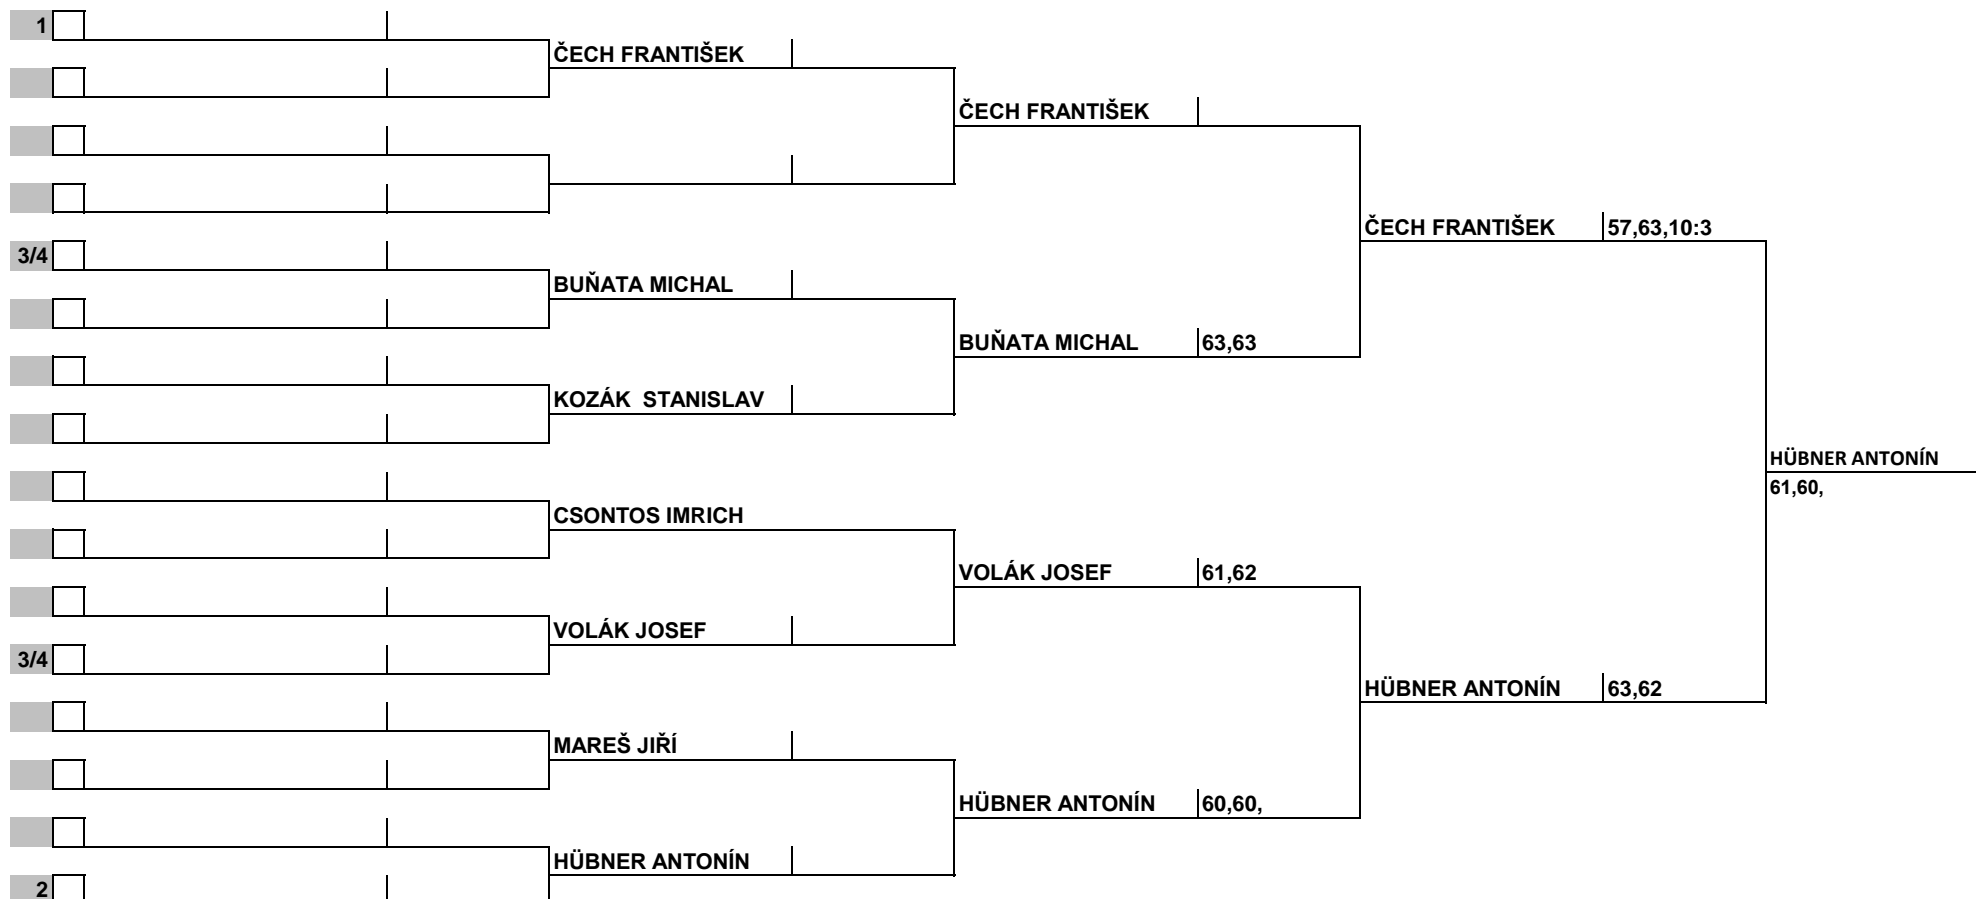 1
ČECH FRANTIŠEK
ČECH FRANTIŠEK
ČECH FRANTIŠEK 57,63,10:3
3/4
BUŇATA MICHAL
BUŇATA MICHAL 63,63
KOZÁK  STANISLAV
HÜBNER ANTONÍN
61,60,
CSONTOS IMRICH
VOLÁK JOSEF 61,62
VOLÁK JOSEF
3/4
HÜBNER ANTONÍN 63,62
MAREŠ JIŘÍ
HÜBNER ANTONÍN 60,60,
HÜBNER ANTONÍN
2